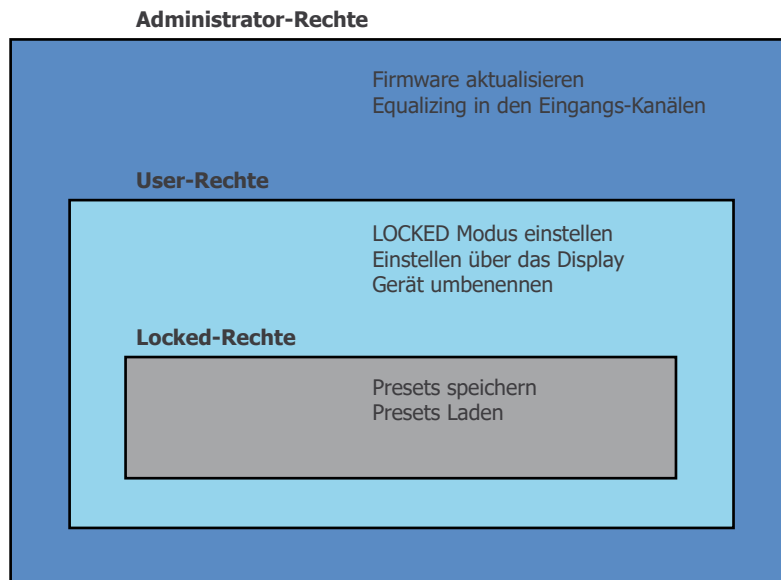 Administrator-Rechte
Firmware aktualisieren
Equalizing in den Eingangs-Kanälen
User-Rechte
LOCKED Modus einstellen
Einstellen über das Display
Gerät umbenennen
Locked-Rechte
Presets speichern
Presets Laden